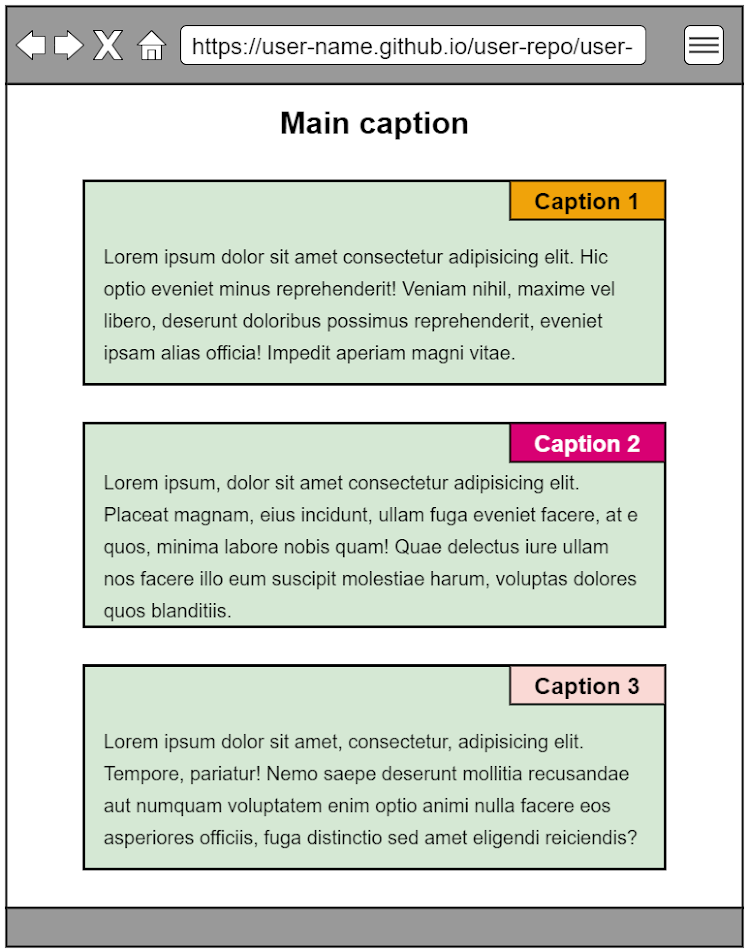 https://user-name.github.io/user-repo/user-
Main caption
Caption 1
Lorem ipsum dolor sit amet consectetur adipisicing elit. Hic
optio eveniet minus reprehenderit! Veniam nihil, maxime vel
libero, deserunt doloribus possimus reprehenderit, eveniet
ipsam alias officia! Impedit aperiam magni vitae.
Caption 2
Lorem ipsum, dolor sit amet consectetur adipisicing elit.
Placeat magnam, eius incidunt, ullam fuga eveniet facere, at e
quos, minima labore nobis quam! Quae delectus iure ullam
nos facere illo eum suscipit molestiae harum, voluptas dolores
quos blanditiis.
Caption 3
Lorem ipsum dolor sit amet, consectetur, adipisicing elit.
Tempore, pariatur! Nemo saepe deserunt mollitia recusandae
aut numquam voluptatem enim optio animi nulla facere eos
asperiores officiis, fuga distinctio sed amet eligendi reiciendis?